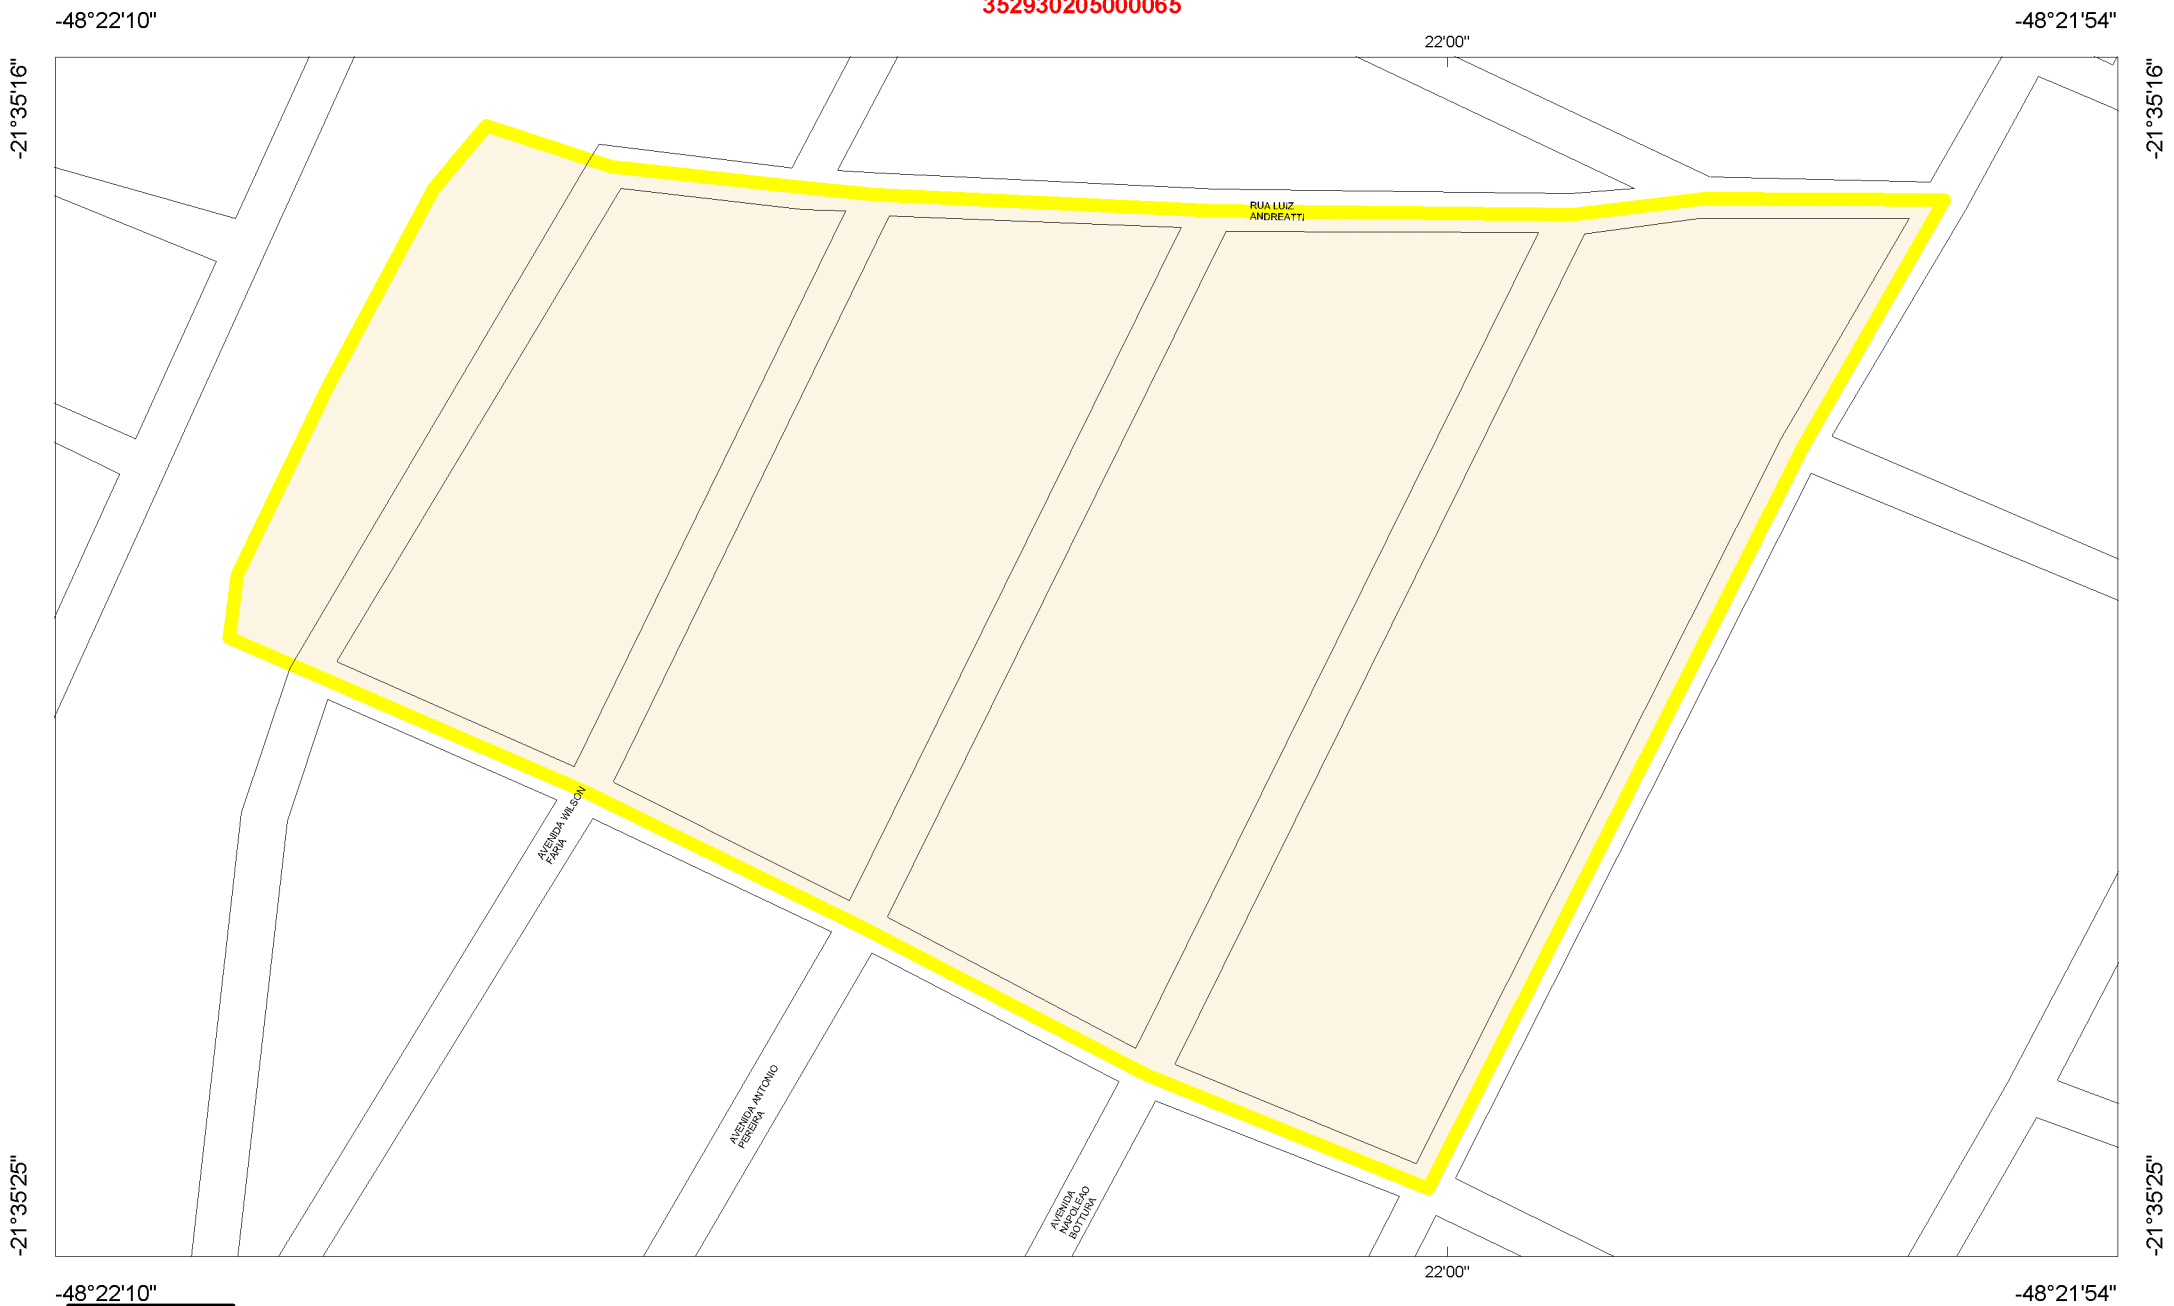 352930205000065
-48°22'10"
-48°21'54"
22'00"
-21°35'16"
-21°35'16"
RUA LUIZ
ANDREATTI
AVENIDA WILSON
FARIA
AVENIDA ANTONIO
PEREIRA
AVENIDA
NAPOLEAO
BOTTURA
-21°35'25"
-21°35'25"
22'00"
-48°22'10"
-48°21'54"